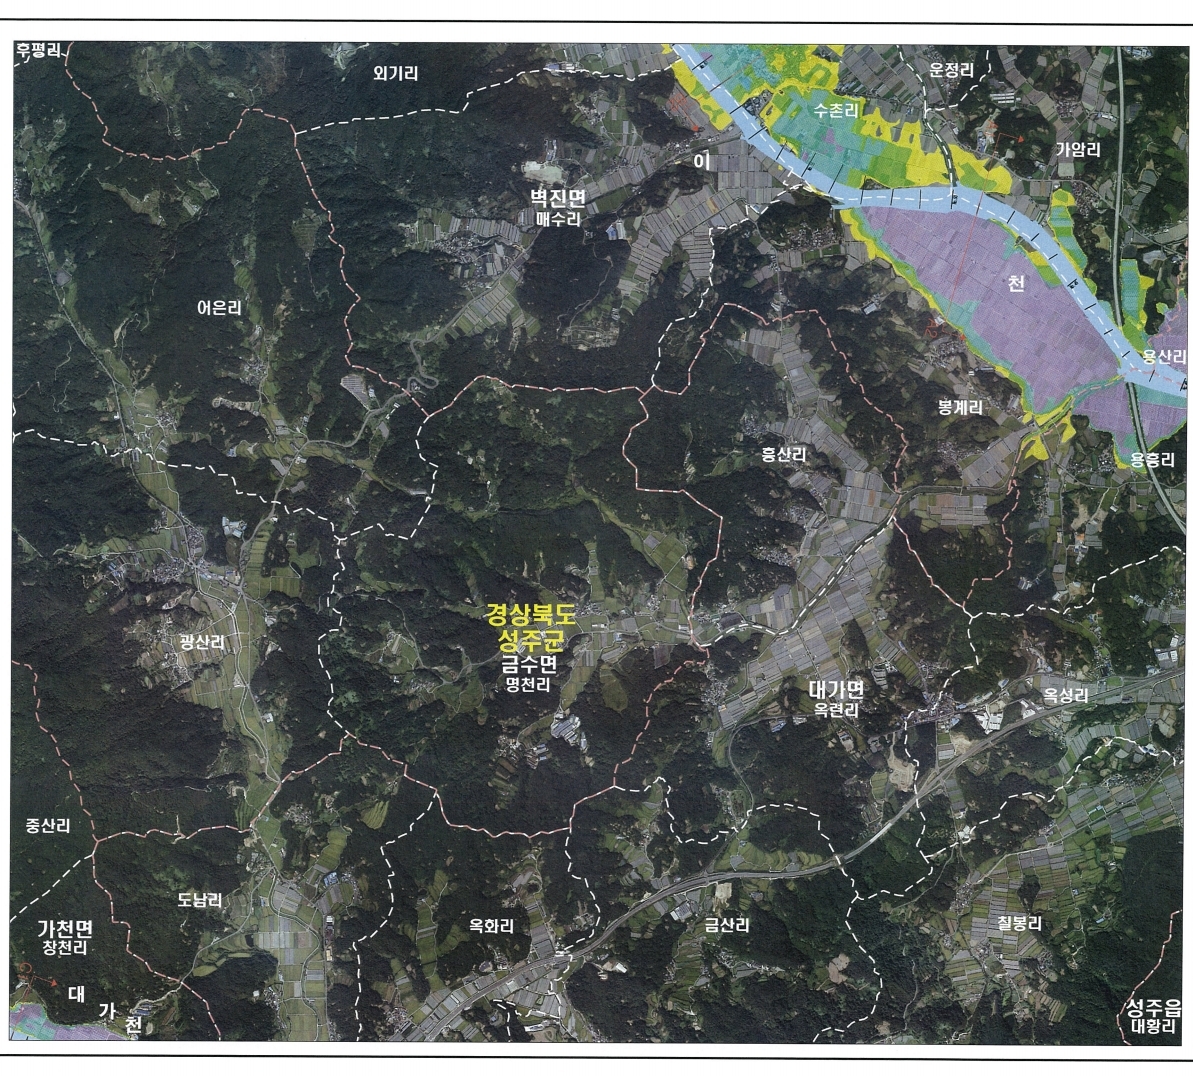 후평리
외기리
운정리
수촌리
가암리
이
벽진면
매수리
어은리
천
용산리
봉계리
흥산리
용흥리
경상북도
성주군
금수면
명천리
광산리
대가면
옥련리
옥성리
중산리
도남리
가천면
창천리
옥화리
금산리
칠봉리
대
가
천
성주읍
대황리